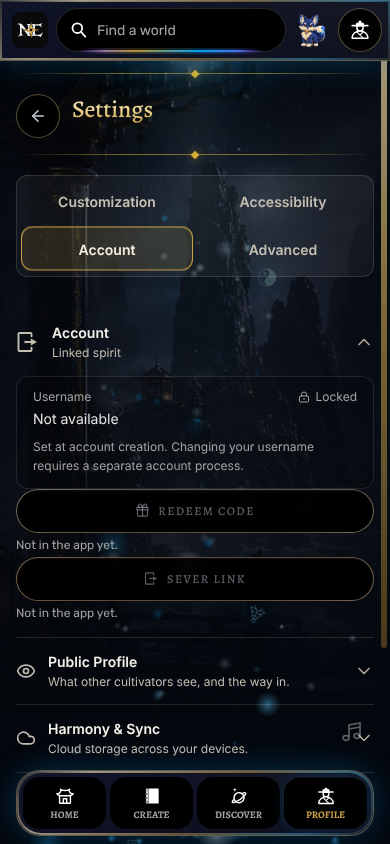 NE
Find a world
Settings
Customization
Accessibility
Account
Advanced
Account
Linked spirit
Username
Locked
Not available
Set at account creation. Changing your username
requires a separate account process.
REDEEM CODE
Not in the app yet.
SEVER LINK
Not in the app yet.
Public Profile
What other cultivators see, and the way in.
Harmony & Sync
Cloud storage across your devices.
HOME
CREATE
DISCOVER
PROFILE